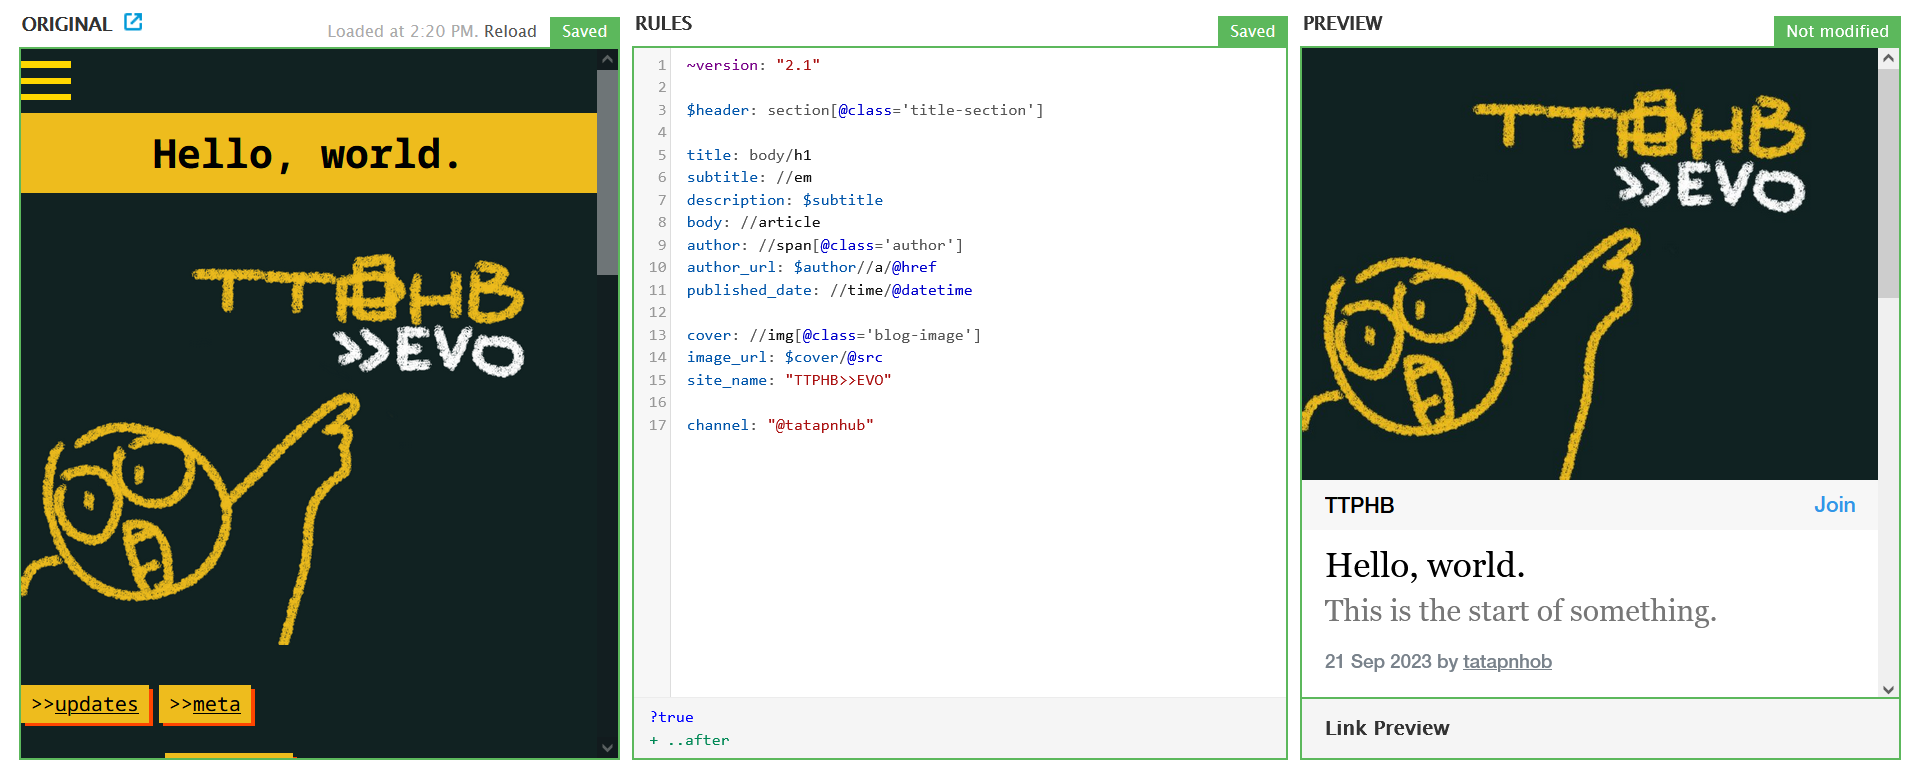 ORIGINAL
Loaded at 2:20 PM. Reload
Saved
Hello, world.
TTPHB
>>EVO
>>updates >>meta
RULES
Saved
1 ~version: "2.1"
2
3 $header: section[@class='title-section']
4
5 title: body/h1
6 subtitle: //em
7 description: $subtitle
8 body: //article
9 author: //span[@class='author']
10 author_url: $author//a/@href
11 published_date: //time/@datetime
12
13 cover: //img[@class='blog-image']
14 image_url: $cover/@src
15 site_name: "TTPHB>>EVO"
16
17 channel: "@tatapnhub"
?true
+ ..after
PREVIEW
Not modified
TTPHB
>>EVO
TTPHB Join
Hello, world.
This is the start of something.
21 Sep 2023 by tatapnhob
Link Preview